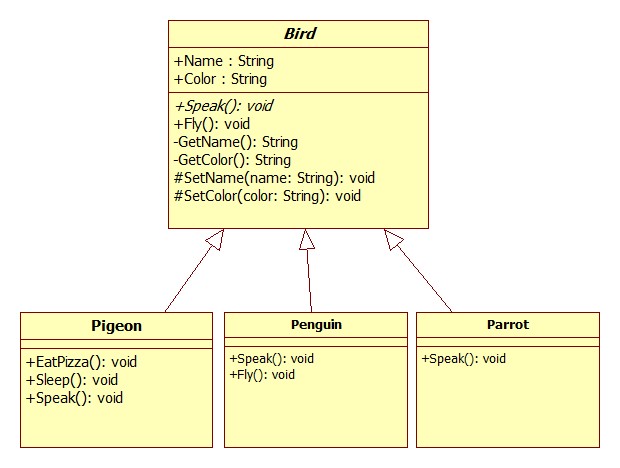 Bird
+Name : String
+Color : String
+Speak(): void
+Fly(): void
-GetName(): String
-GetColor(): String
#SetName(name: String): void
#SetColor(color: String): void
Pigeon
+EatPizza(): void
+Sleep(): void
+Speak(): void
Penguin
+Speak(): void
+Fly(): void
Parrot
+Speak(): void